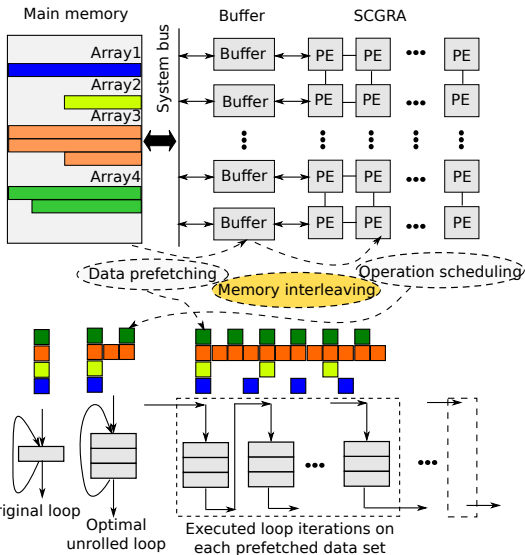 Main memory
Buffer
SCGRA
Array1
Array2
Array3
Array4
System bus
Buffer
PE
PE
PE
Buffer
PE
PE
PE
Buffer
PE
PE
PE
Buffer
PE
PE
PE
Data prefetching
Operation scheduling
Memory interleaving
riginal loop
Optimal
unrolled loop
Executed loop iterations on
each prefetched data set